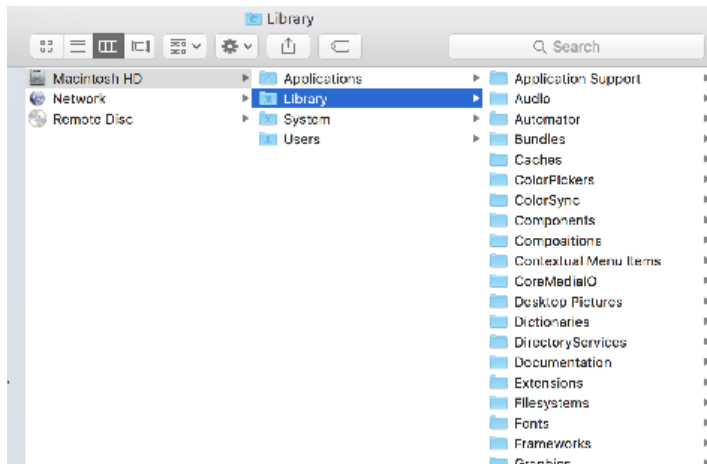 Library
Search
Macintosh HD
Network
Remote Disc
Applications
Library
System
Users
Application Support
Audio
Automator
Bundles
Caches
ColorPickers
ColorSync
Components
Compositions
Contextual Menu Items
CoreMediaIO
Desktop Pictures
Dictionaries
DirectoryServices
Documentation
Extensions
Filesystems
Fonts
Frameworks
Graphics